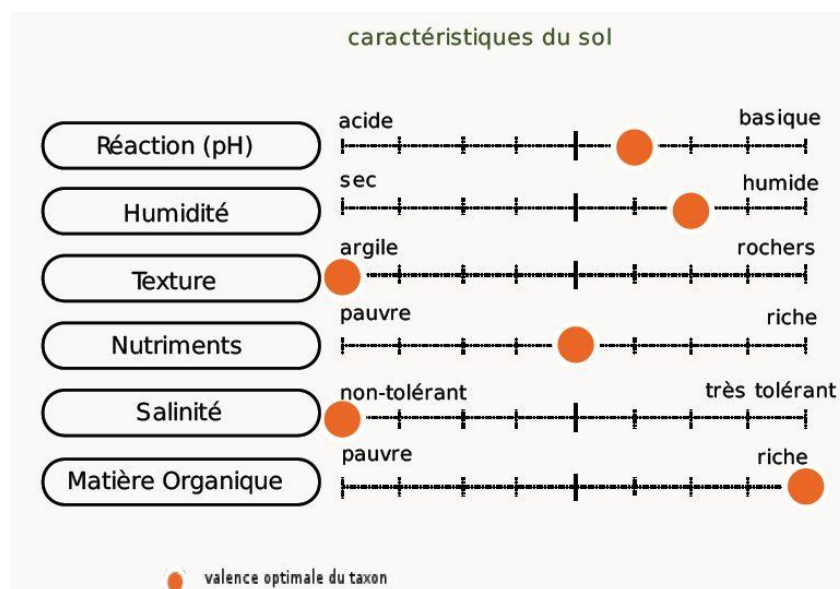 caractéristiques du sol
Réaction (pH) acide basique
Humidité sec humide
Texture argile rochers
Nutriments pauvre riche
Salinité non-tolérant très tolérant
Matière Organique pauvre riche
valence optimale du taxon